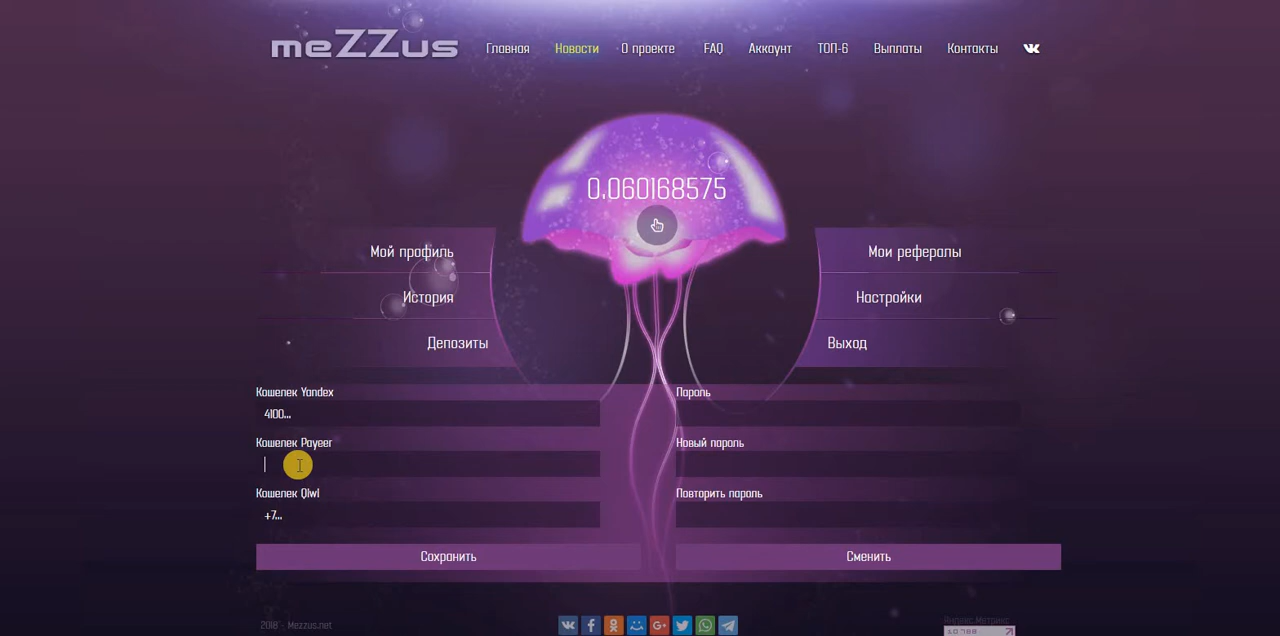 meZZus
Главная Новости О проекте FAQ Аккаунт ТОП-6 Выплаты Контакты
0.060168575
Мой профиль
История
Депозиты
Мои рефералы
Настройки
Выход
Кошелек Yandex
4100...
Кошелек Payeer
Кошелек Qiwi
+7...
Сохранить
Пароль
Новый пароль
Повторить пароль
Сменить
2018 - Mezzus.net
Яндекс Метрика